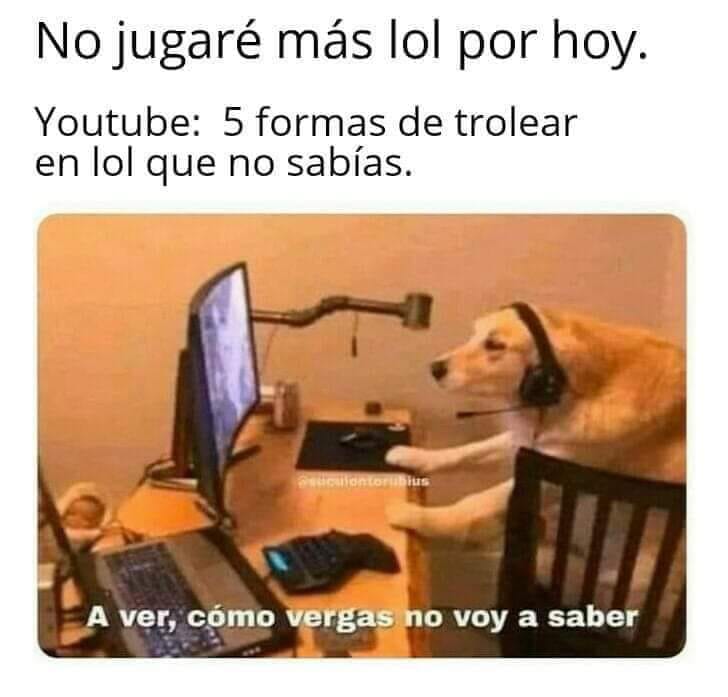 No jugaré más lol por hoy.
Youtube:  5 formas de trolear
en lol que no sabías.
A ver, cómo vergas no voy a saber